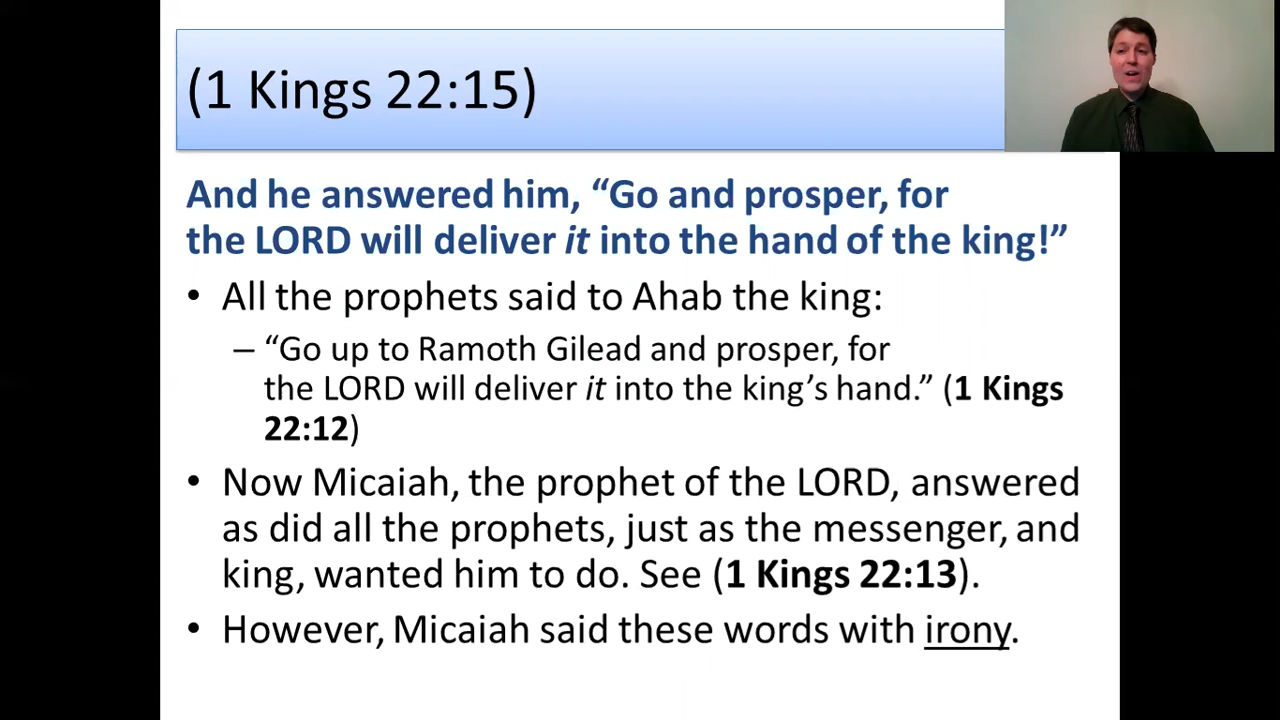 (1 Kings 22:15)
And he answered him, “Go and prosper, for
the LORD will deliver it into the hand of the king!”
• All the prophets said to Ahab the king:
– “Go up to Ramoth Gilead and prosper, for
the LORD will deliver it into the king’s hand.” (1 Kings
22:12)
• Now Micaiah, the prophet of the LORD, answered
as did all the prophets, just as the messenger, and
king, wanted him to do. See (1 Kings 22:13).
• However, Micaiah said these words with irony.